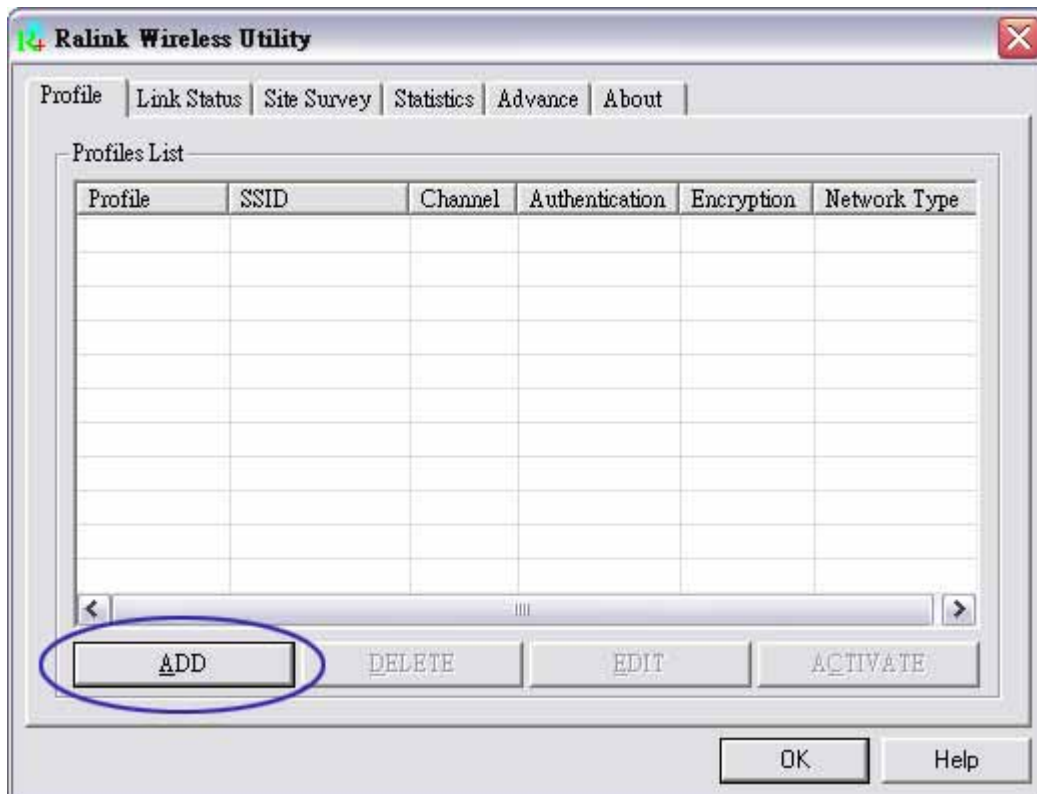 Ralink Wireless Utility
Profile Link Status Site Survey Statistics Advance About
Profiles List
Profile SSID Channel Authentication Encryption Network Type
ADD DELETE EDIT ACTIVATE
OK Help